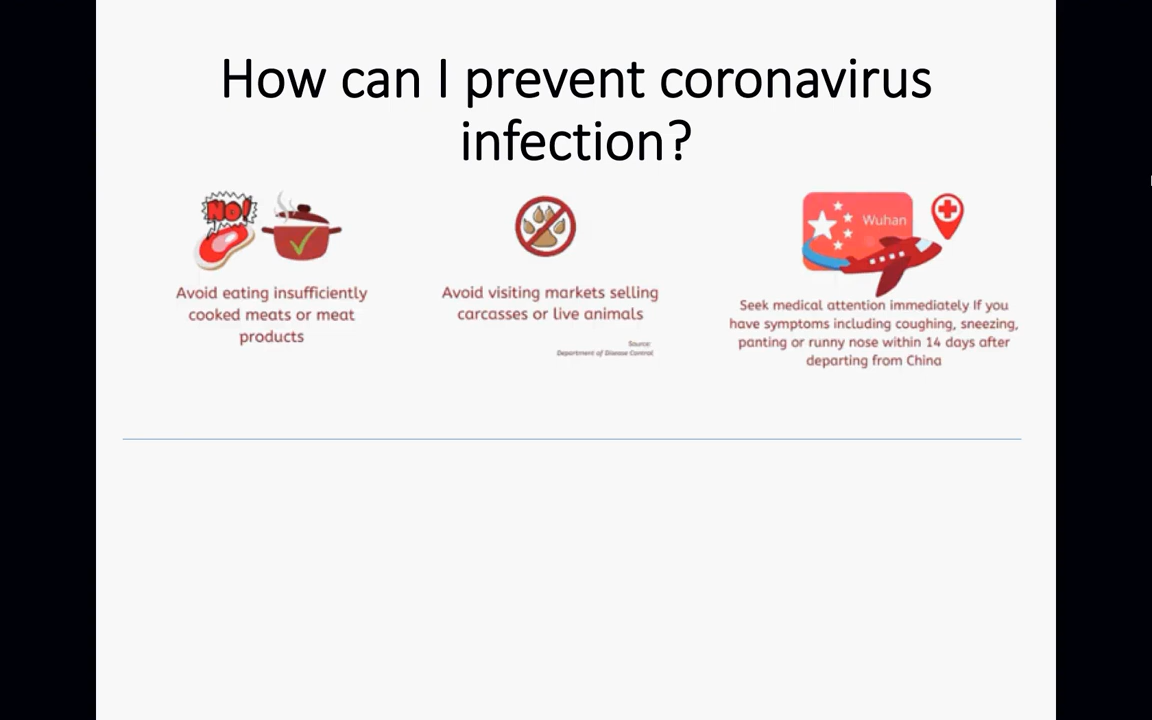 How can I prevent coronavirus
infection?
NO!
Wuhan
Avoid eating insufficiently
cooked meats or meat
products
Avoid visiting markets selling
carcasses or live animals
Source:
Department of Disease Control
Seek medical attention immediately If you
have symptoms including coughing, sneezing,
panting or runny nose within 14 days after
departing from China